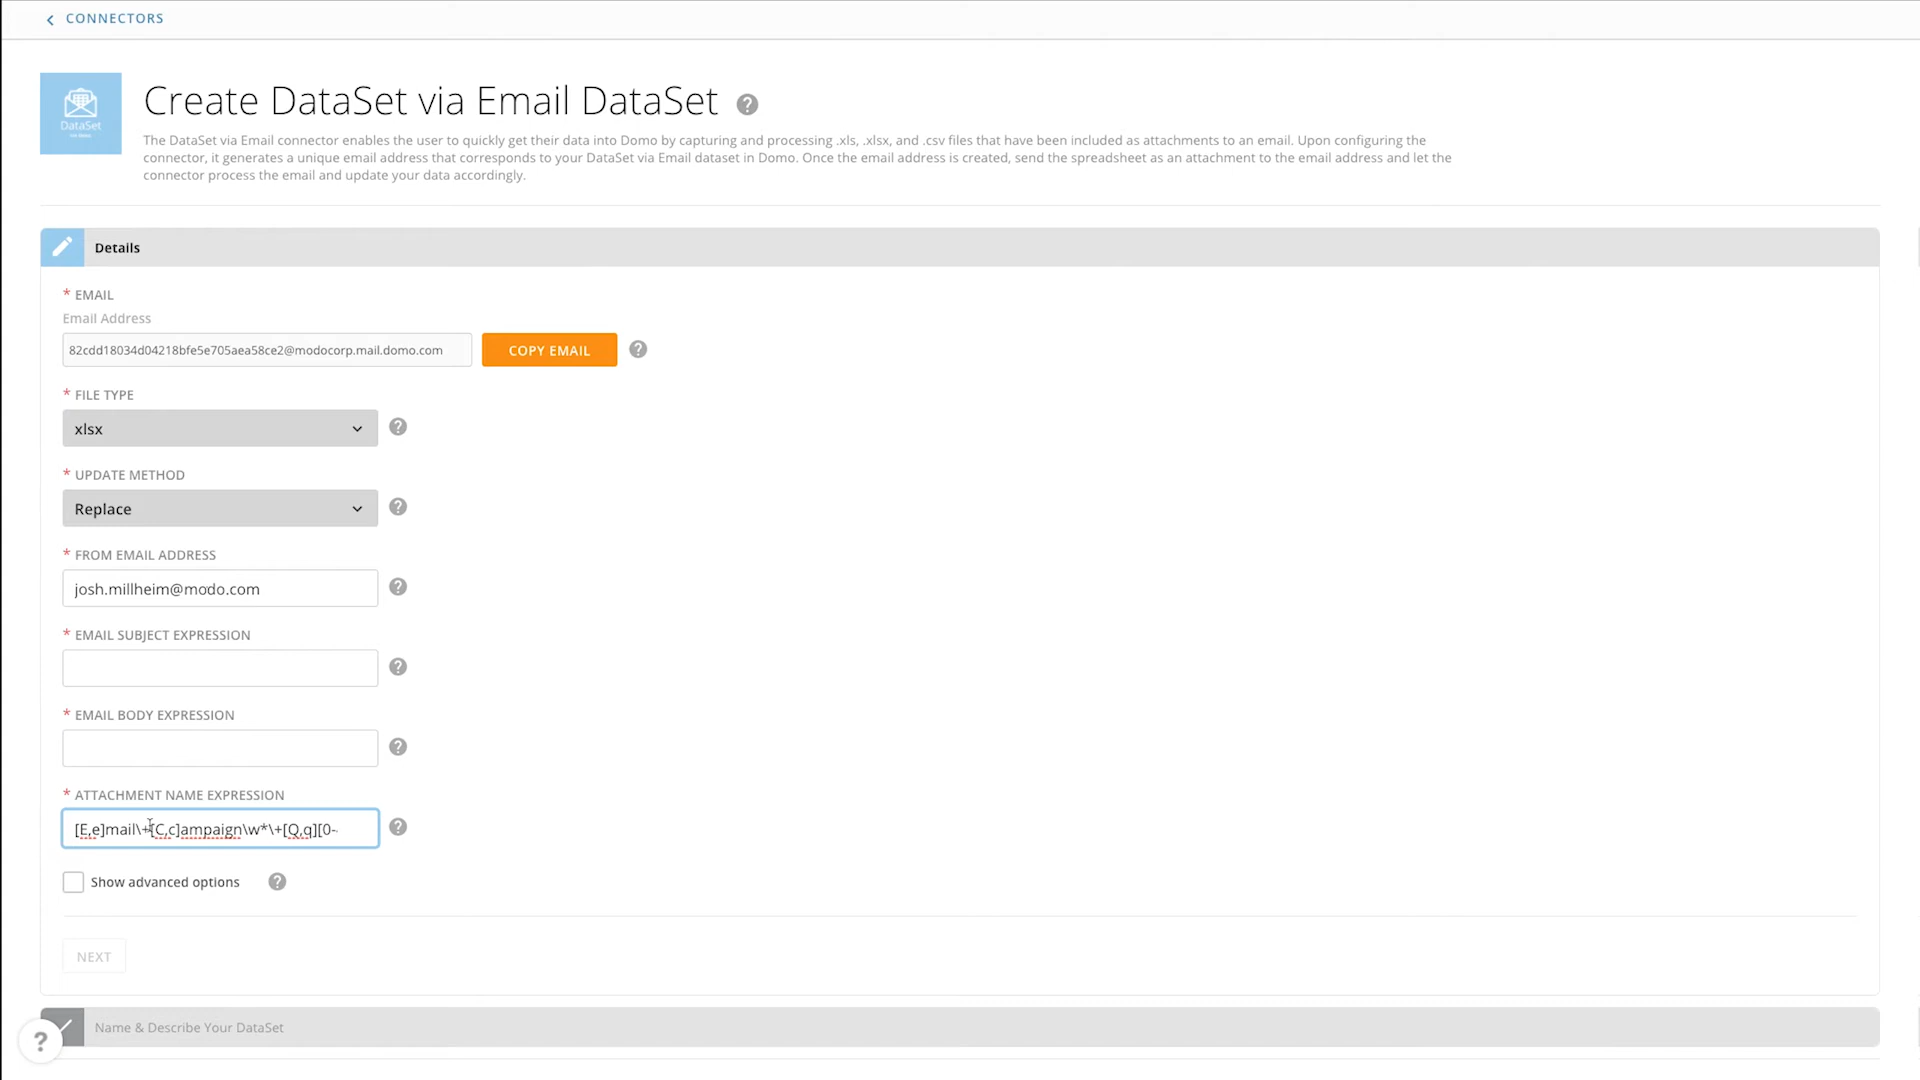 CONNECTORS
DataSet
Create DataSet via Email DataSet ?
The DataSet via Email connector enables the user to quickly get their data into Domo by capturing and processing .xls, .xlsx, and .csv files that have been included as attachments to an email. Upon configuring the
connector, it generates a unique email address that corresponds to your DataSet via Email dataset in Domo. Once the email address is created, send the spreadsheet as an attachment to the email address and let the
connector process the email and update your data accordingly.
Details
* EMAIL
Email Address
82cdd18034d04218bfe5e705aea58ce2@modocorp.mail.domo.com COPY EMAIL ?
* FILE TYPE
xlsx ?
* UPDATE METHOD
Replace ?
* FROM EMAIL ADDRESS
josh.millheim@modo.com ?
* EMAIL SUBJECT EXPRESSION
?
* EMAIL BODY EXPRESSION
?
* ATTACHMENT NAME EXPRESSION
[E,e]mail\+[C,c]ampaign\w*\+[Q,q][0- ?
Show advanced options ?
NEXT
Name & Describe Your DataSet
?